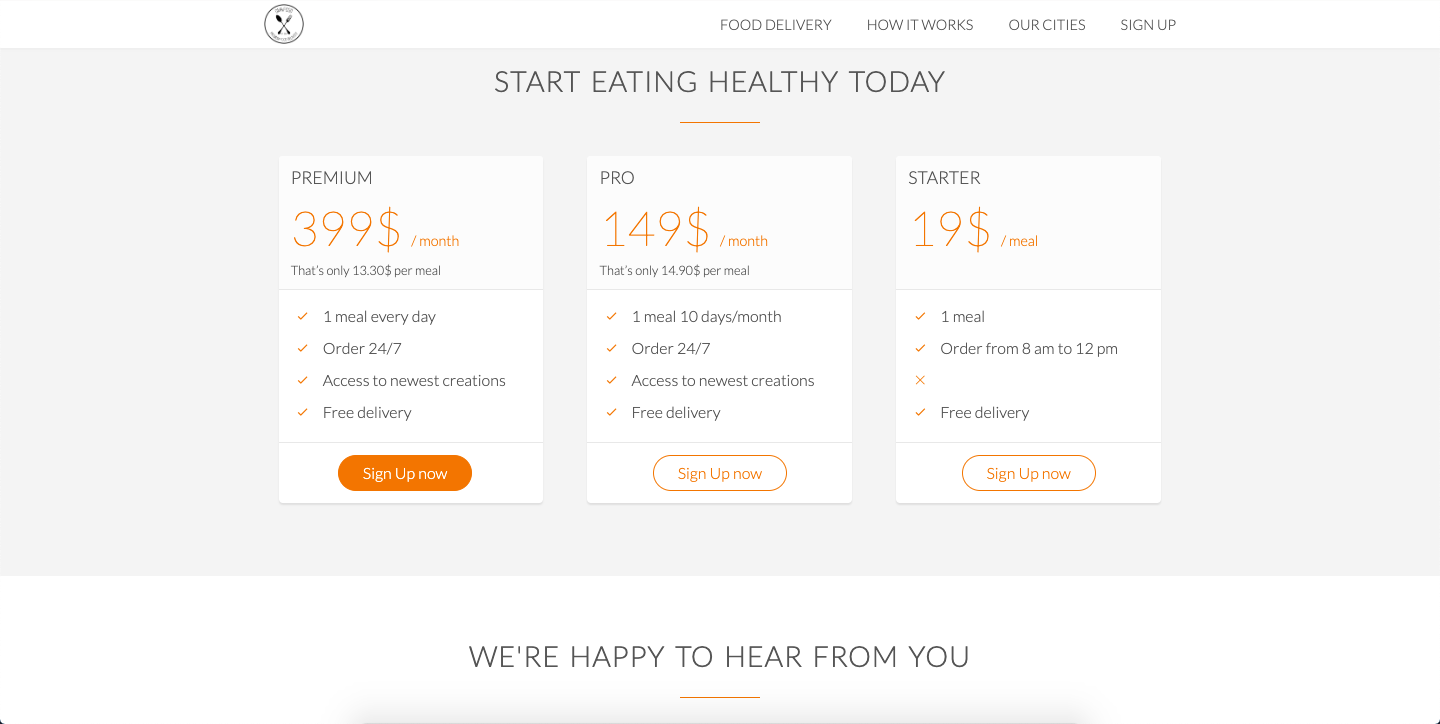 FOOD DELIVERY HOW IT WORKS OUR CITIES SIGN UP
START EATING HEALTHY TODAY
PREMIUM
399$ / month
That's only 13.30$ per meal
1 meal every day
Order 24/7
Access to newest creations
Free delivery
Sign Up now
PRO
149$ / month
That's only 14.90$ per meal
1 meal 10 days/month
Order 24/7
Access to newest creations
Free delivery
Sign Up now
STARTER
19$ / meal
1 meal
Order from 8 am to 12 pm
Free delivery
Sign Up now
WE'RE HAPPY TO HEAR FROM YOU